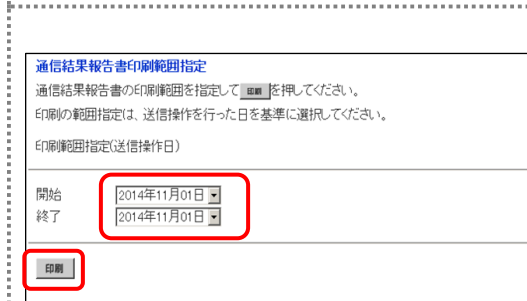 通信結果報告書印刷範囲指定
通信結果報告書の印刷範囲を指定して 印刷 を押してください。
印刷の範囲指定は、送信操作を行った日を基準に選択してください。
印刷範囲指定(送信操作日)
開始 2014年11月01日
終了 2014年11月01日
印刷